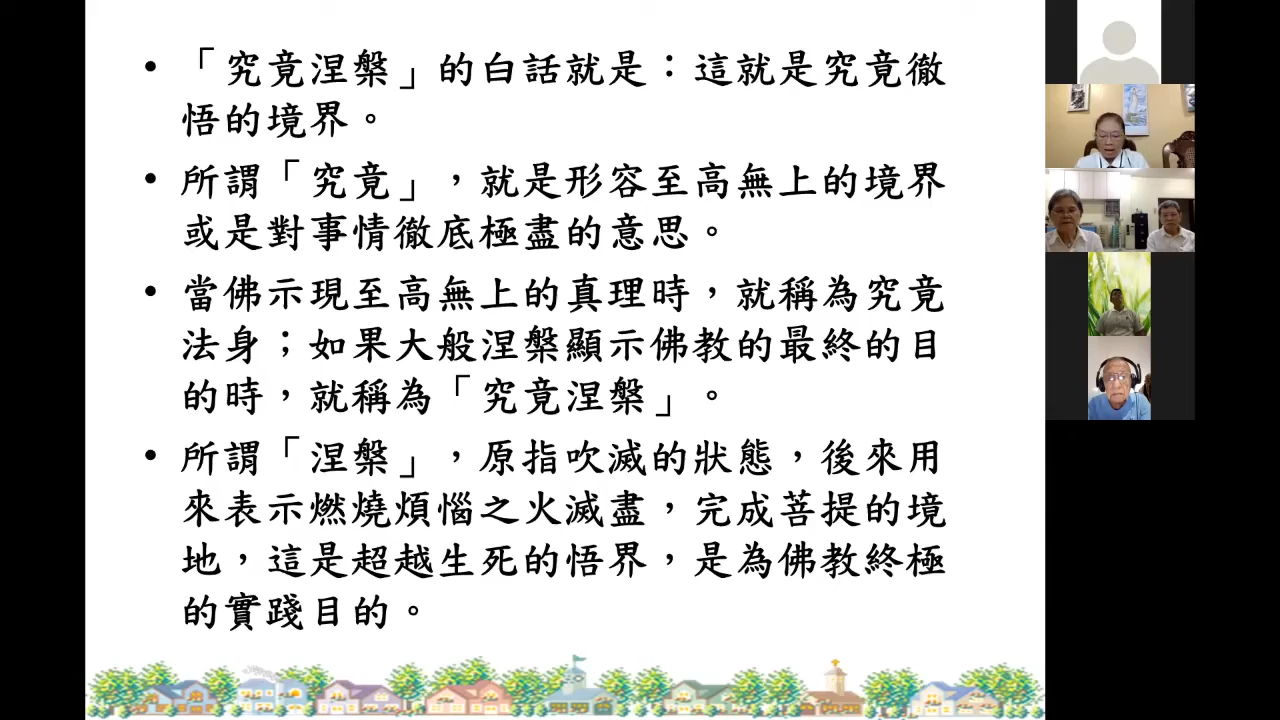 • 「究竟涅槃」的白話就是：這就是究竟徹
悟的境界。
• 所謂「究竟」，就是形容至高無上的境界
或是對事情徹底極盡的意思。
• 當佛示現至高無上的真理時，就稱為究竟
法身；如果大般涅槃顯示佛教的最終的目
的時，就稱為「究竟涅槃」。
• 所謂「涅槃」，原指吹滅的狀態，後來用
來表示燃燒煩惱之火滅盡，完成菩提的境
地，這是超越生死的悟界，是為佛教終極
的實踐目的。